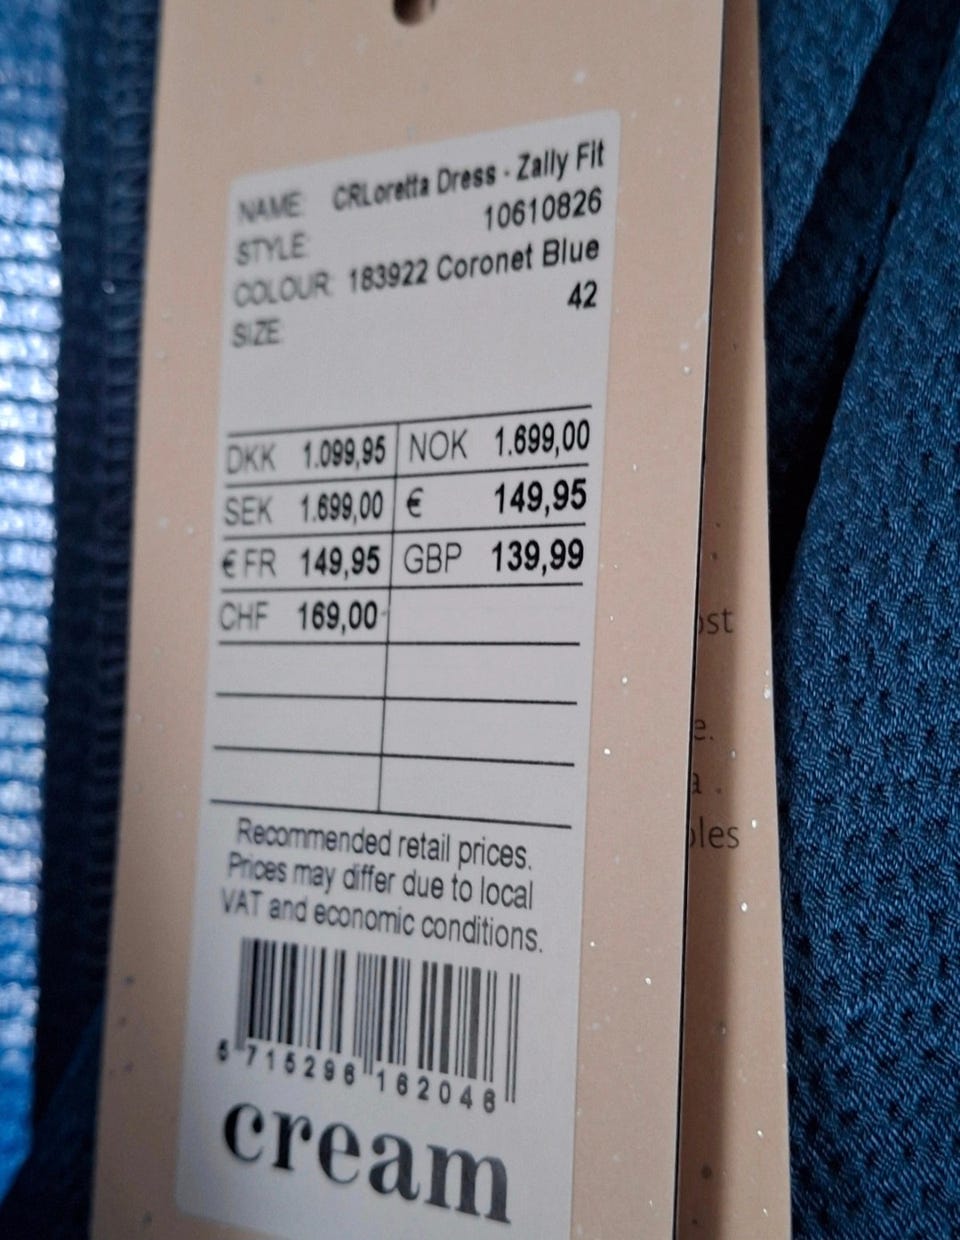 NAME: CRLoretta Dress - Zally Fit
STYLE: 10610826
COLOUR: 183922 Coronet Blue
SIZE: 42
DKK 1.099,95 NOK 1.699,00
SEK 1.699,00 € 149,95
€ FR 149,95 GBP 139,99
CHF 169,00
Recommended retail prices.
Prices may differ due to local
VAT and economic conditions.
5 715296 162046
cream